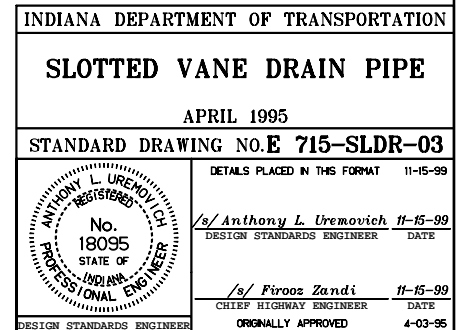 INDIANA DEPARTMENT OF TRANSPORTATION
SLOTTED VANE DRAIN PIPE
APRIL 1995
STANDARD DRAWING NO. E 715-SLDR-03
DETAILS PLACED IN THIS FORMAT 11-15-99
ANTHONY L. UREMOVICH
REGISTERED
No.
18095
STATE OF
INDIANA
PROFESSIONAL ENGINEER
DESIGN STANDARDS ENGINEER
/s/ Anthony L. Uremovich 11-15-99
DESIGN STANDARDS ENGINEER DATE
/s/ Firooz Zandi 11-15-99
CHIEF HIGHWAY ENGINEER DATE
ORIGINALLY APPROVED 4-03-95